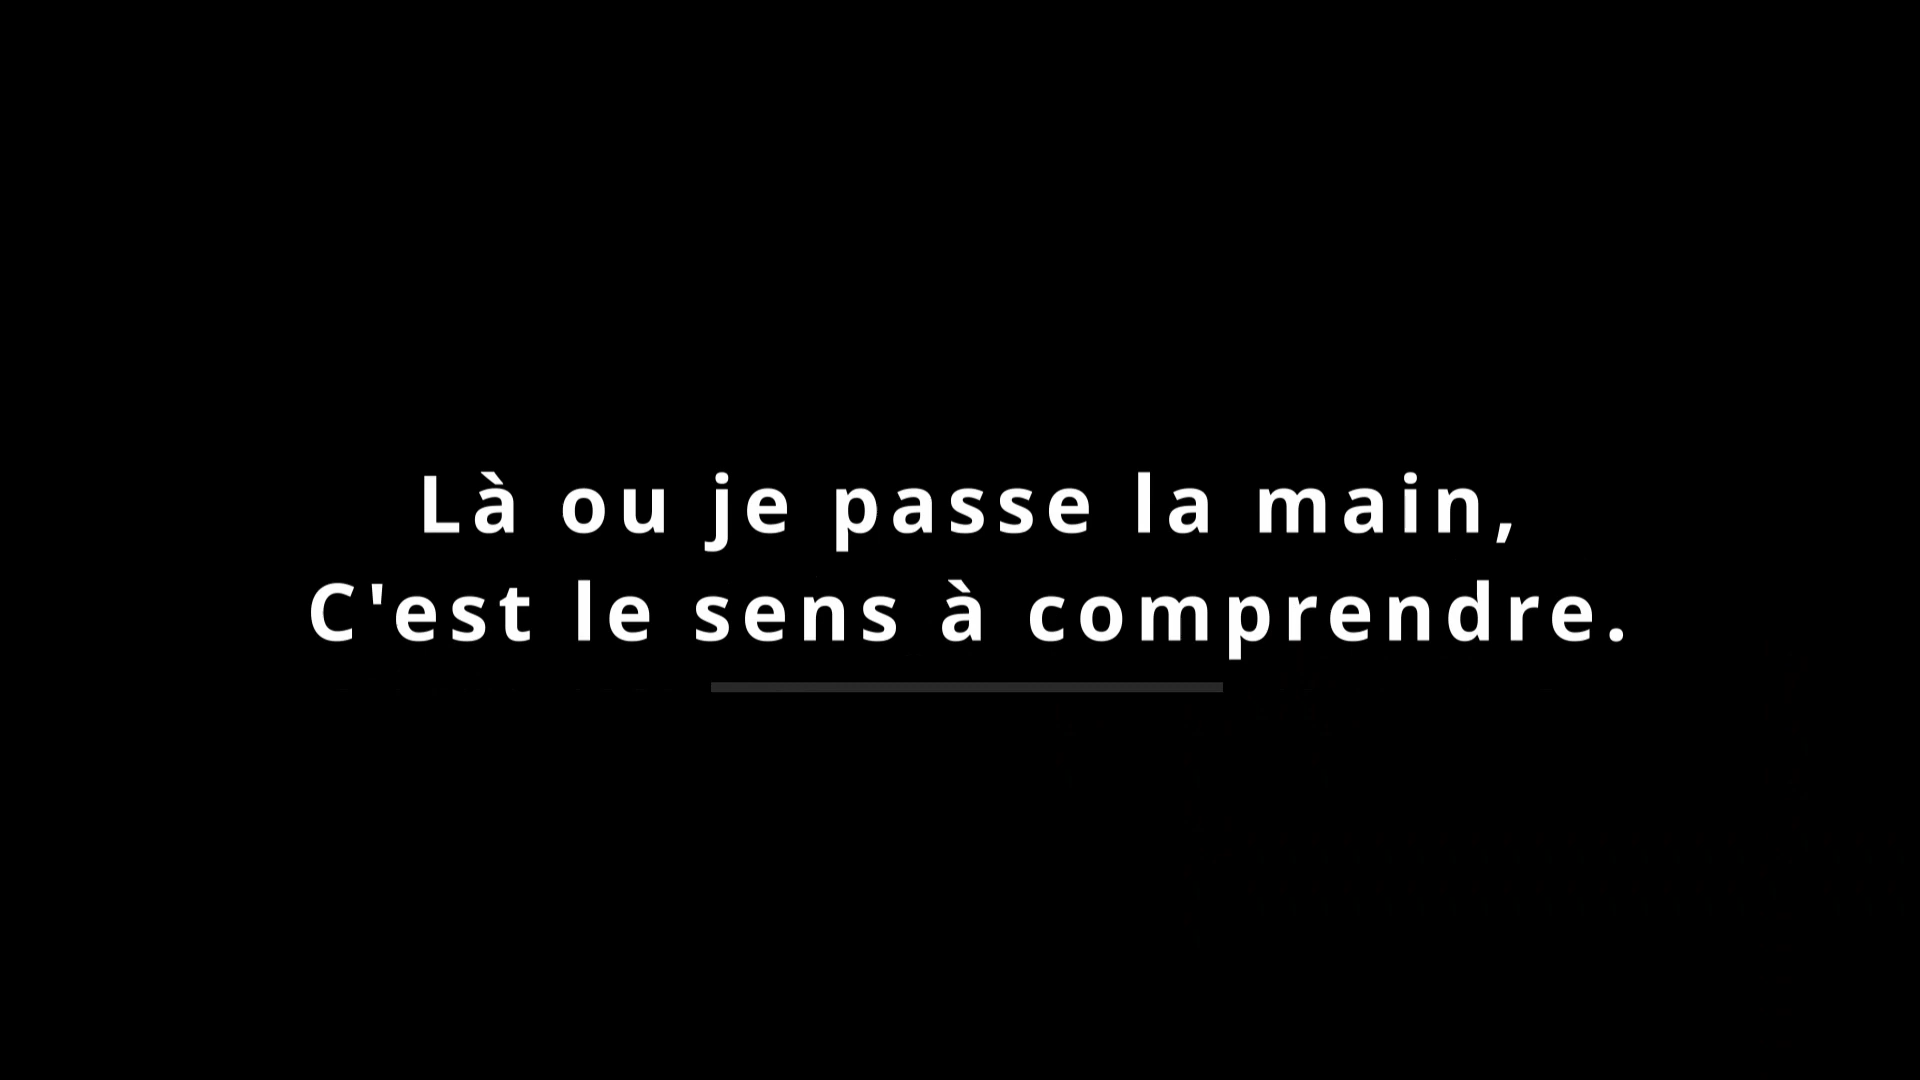 Là ou je passe la main,
C'est le sens à comprendre.